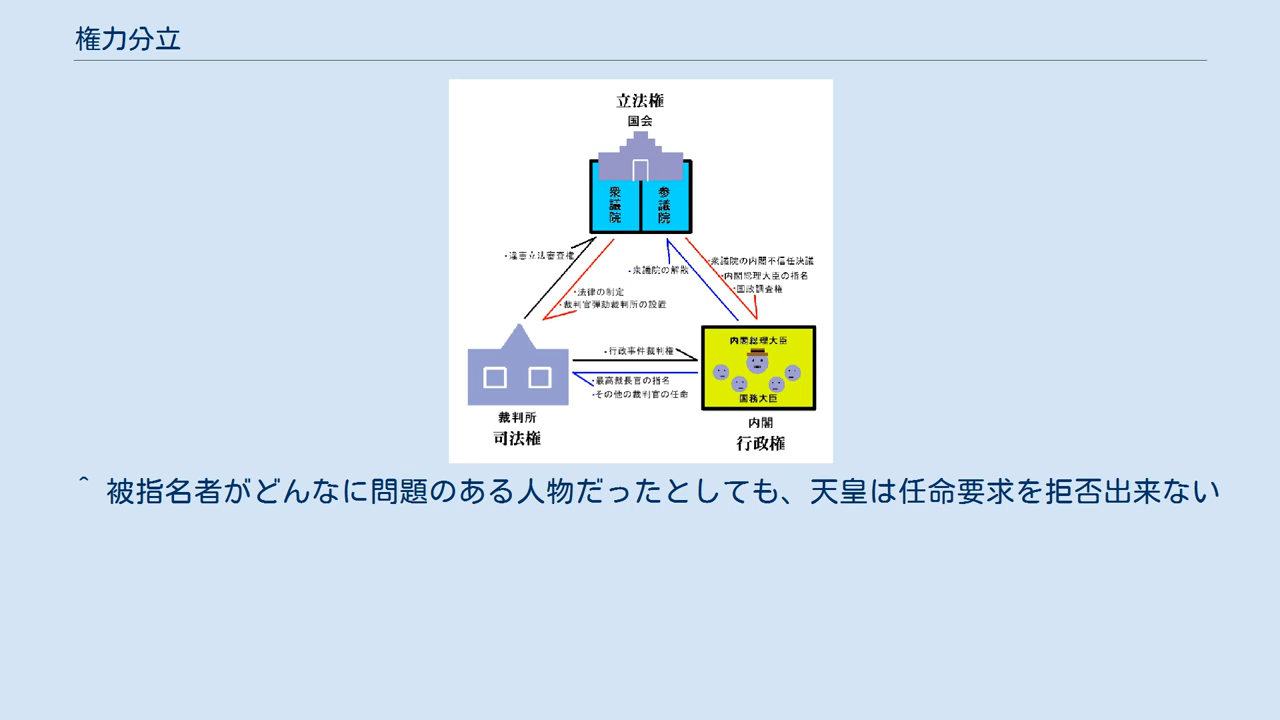 権力分立
立法権
国会
衆議院
参議院
・違憲立法審査権
・衆議院の解散
・衆議院の内閣不信任決議
・内閣総理大臣の指名
・国政調査権
・法律の制定
・裁判官弾劾裁判所の設置
・行政事件裁判権
・最高裁長官の指名
・その他の裁判官の任命
内閣総理大臣
国務大臣
裁判所
司法権
内閣
行政権
^ 被指名者がどんなに問題のある人物だったとしても、天皇は任命要求を拒否出来ない